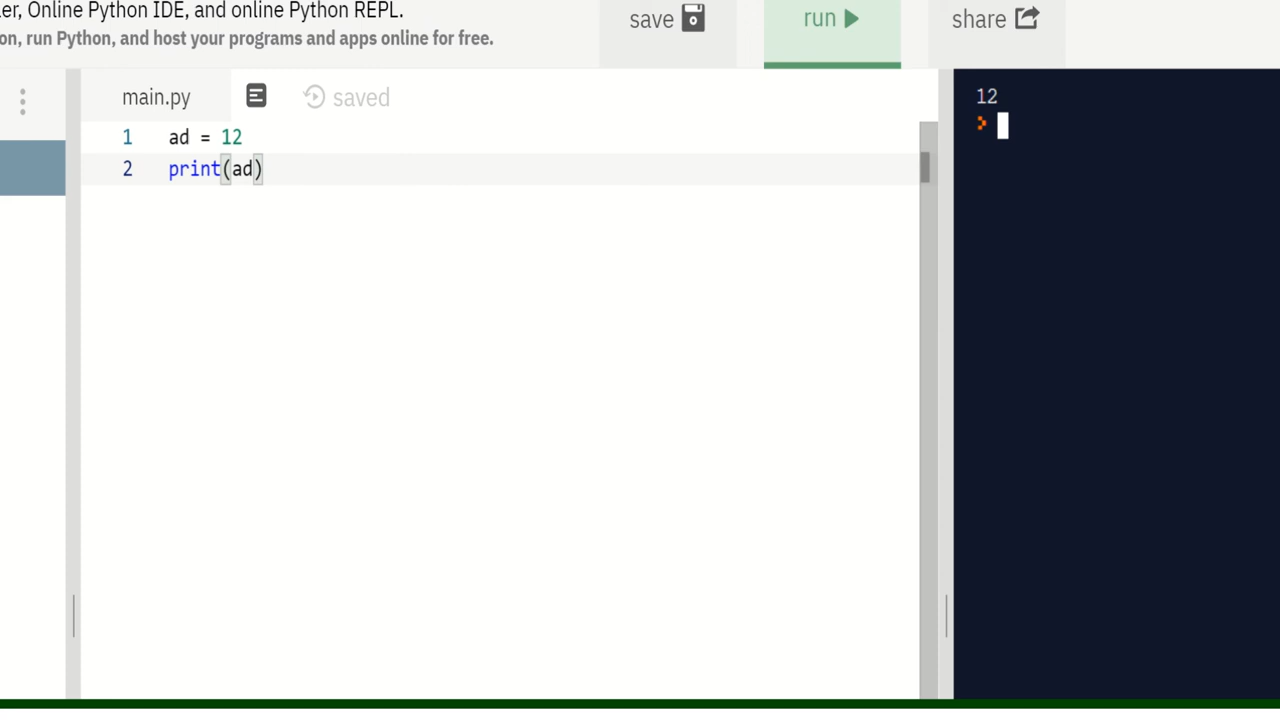 er, Online Python IDE, and online Python REPL.
on, run Python, and host your programs and apps online for free.
save
run
share
main.py
saved
1 ad = 12
2 print(ad)
12